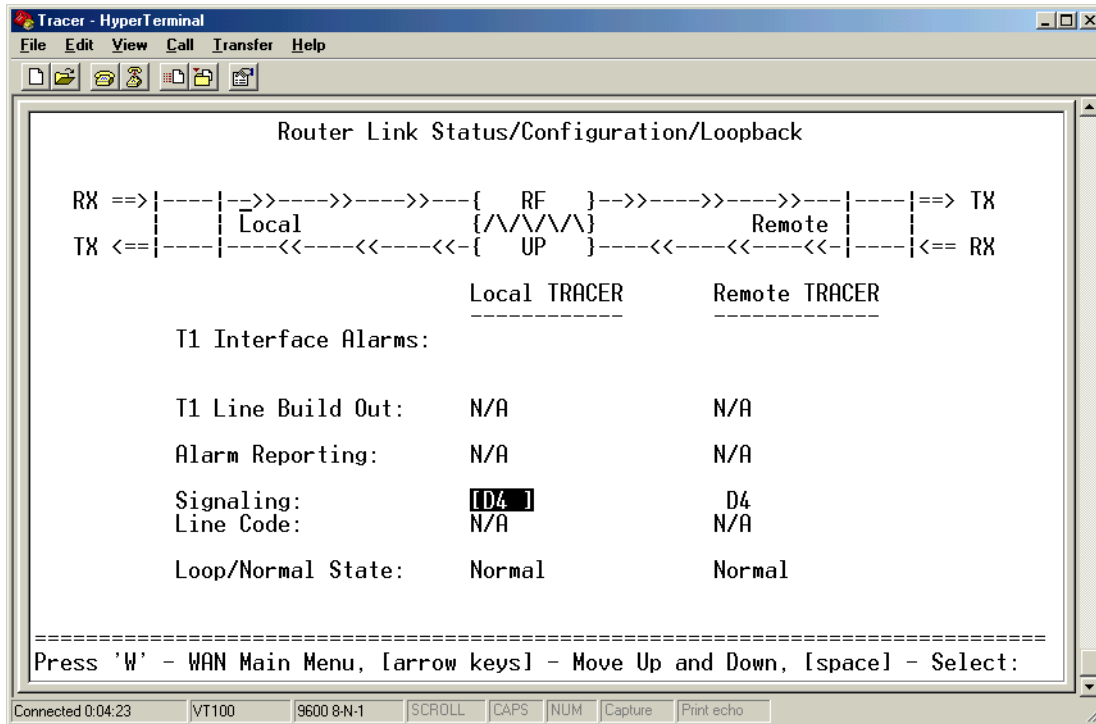 Tracer - HyperTerminal
File Edit View Call Transfer Help
Router Link Status/Configuration/Loopback
RX ==>|----|-->>---->>---->>---{ RF }-->>---->>---->>---|----|==> TX
| | Local {/\/\/\/\} Remote | |
TX <==|----|----<<----<<----<<-{ UP }----<<----<<----<<-|----|<== RX
Local TRACER Remote TRACER
------------ -------------
T1 Interface Alarms:
T1 Line Build Out: N/A N/A
Alarm Reporting: N/A N/A
Signaling: [D4 ] D4
Line Code: N/A N/A
Loop/Normal State: Normal Normal
===============================================================================
Press 'W' - WAN Main Menu, [arrow keys] - Move Up and Down, [space] - Select:
Connected 0:04:23 VT100 9600 8-N-1 SCROLL CAPS NUM Capture Print echo